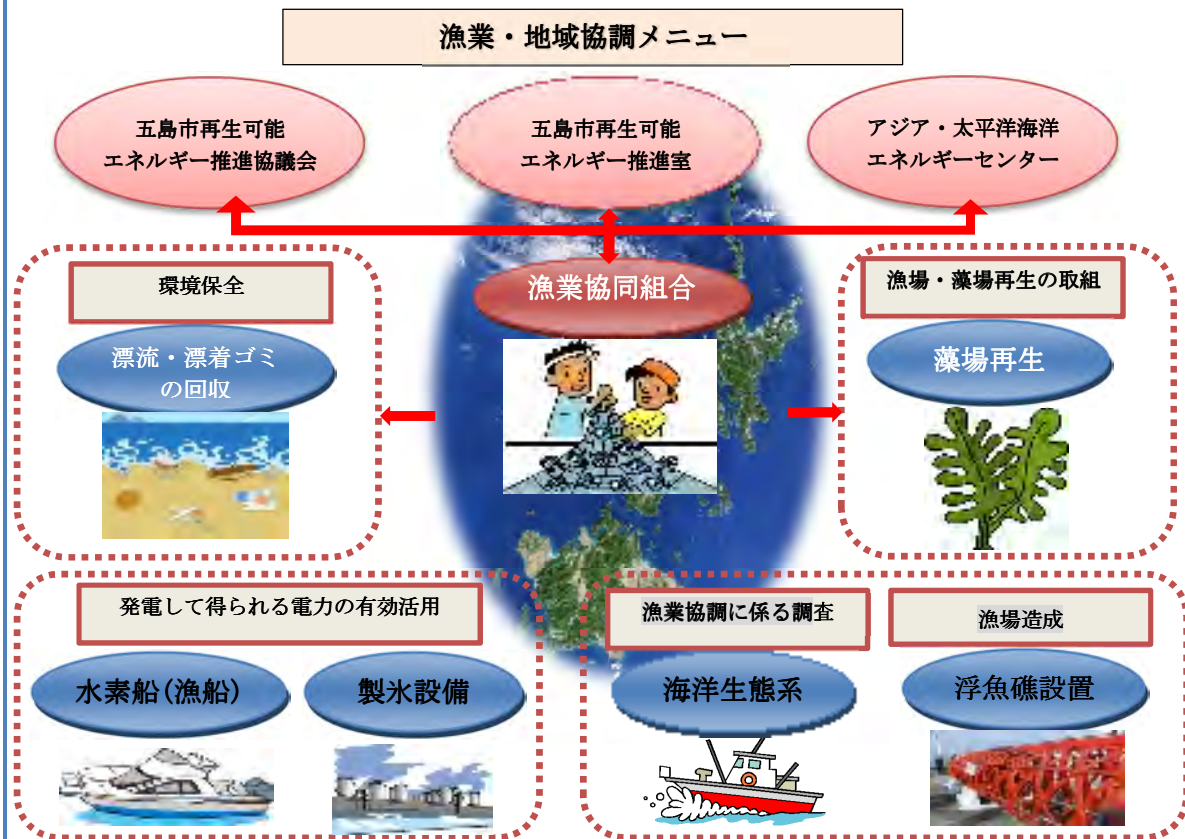 漁業・地域協調メニュー
五島市再生可能
エネルギー推進協議会
五島市再生可能
エネルギー推進室
アジア・太平洋海洋
エネルギーセンター
漁業協同組合
環境保全
漂流・漂着ゴミ
の回収
漁場・藻場再生の取組
藻場再生
発電して得られる電力の有効活用
水素船(漁船)
製氷設備
漁業協調に係る調査
海洋生態系
漁場造成
浮魚礁設置